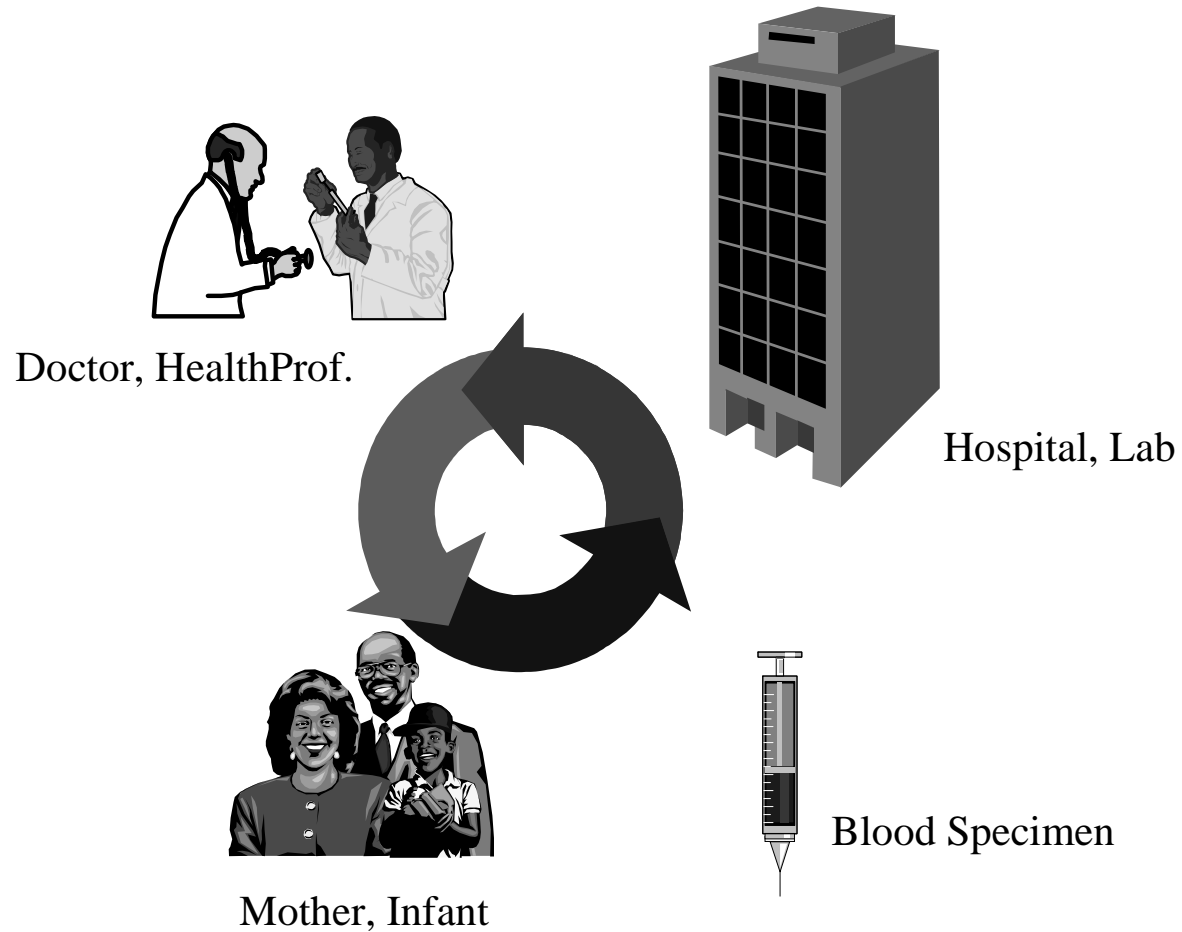 Doctor, HealthProf.
Hospital, Lab
Blood Specimen
Mother, Infant